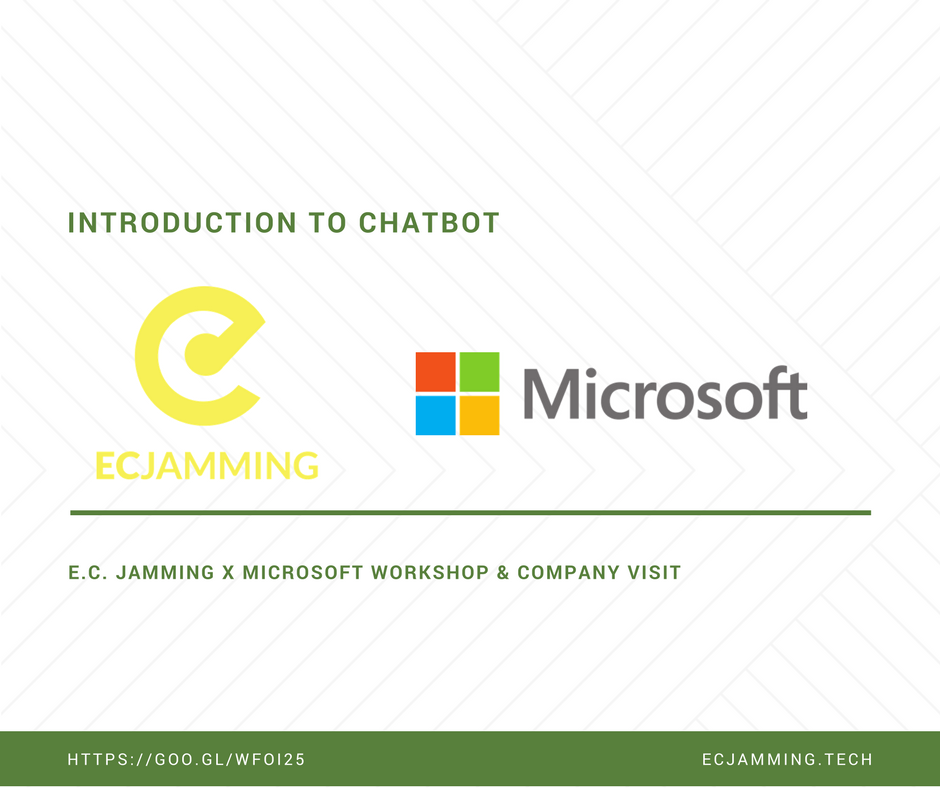 INTRODUCTION TO CHATBOT
ECJAMMING
Microsoft
E.C. JAMMING X MICROSOFT WORKSHOP & COMPANY VISIT
HTTPS://GOO.GL/WFOI25
ECJAMMING.TECH